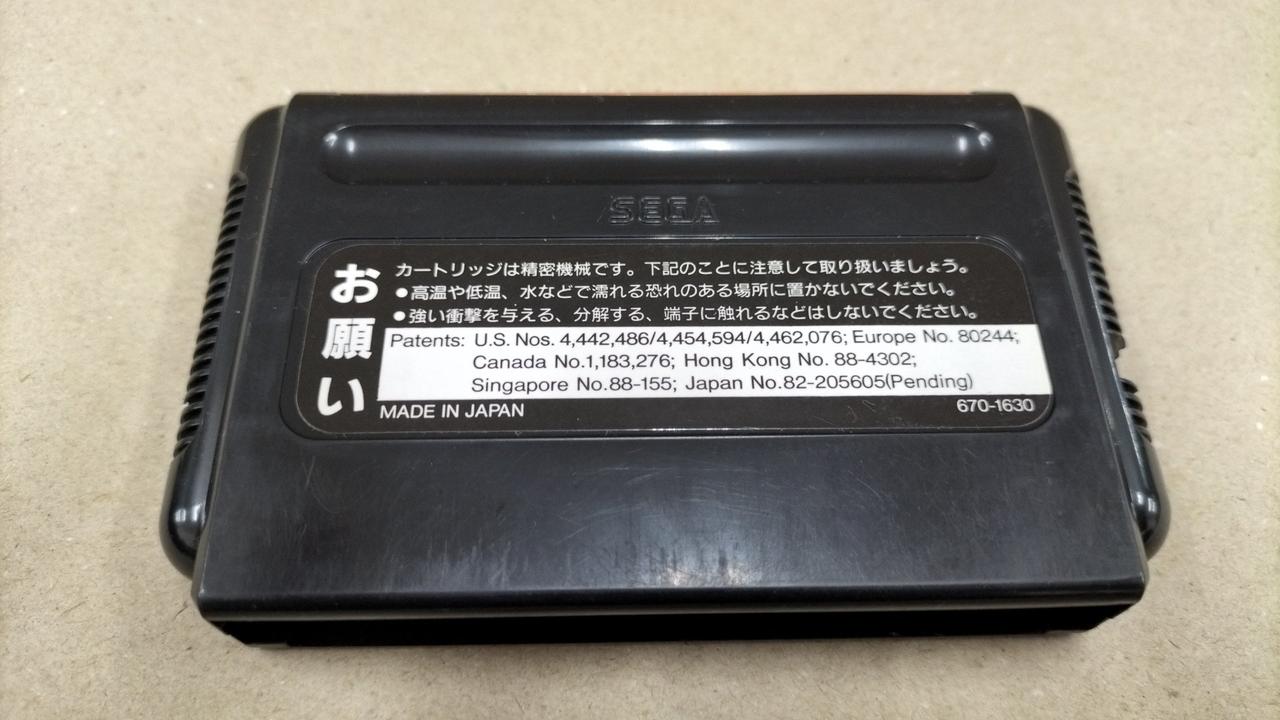 SEGA
お願い
カートリッジは精密機械です。下記のことに注意して取り扱いましょう。
●高温や低温、水などで濡れる恐れのある場所に置かないでください。
●強い衝撃を与える、分解する、端子に触れるなどはしないでください。
Patents: U.S. Nos. 4,442,486/4,454,594/4,462,076; Europe No. 80244;
Canada No.1,183,276; Hong Kong No. 88-4302;
Singapore No.88-155; Japan No.82-205605(Pending)
MADE IN JAPAN 670-1630